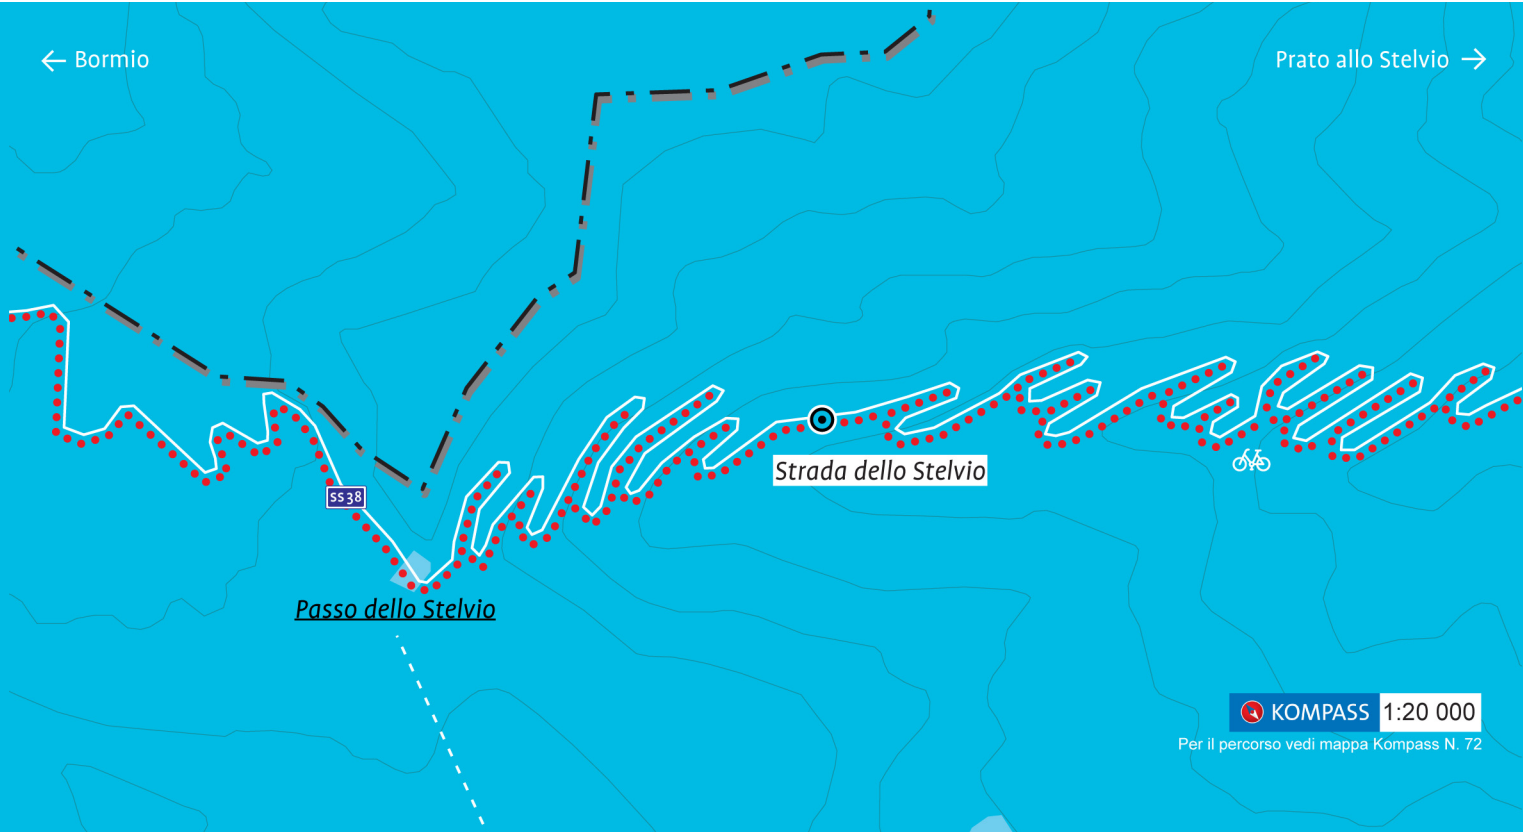 ← Bormio
Prato allo Stelvio →
Strada dello Stelvio
SS38
Passo dello Stelvio
KOMPASS 1:20 000
Per il percorso vedi mappa Kompass N. 72